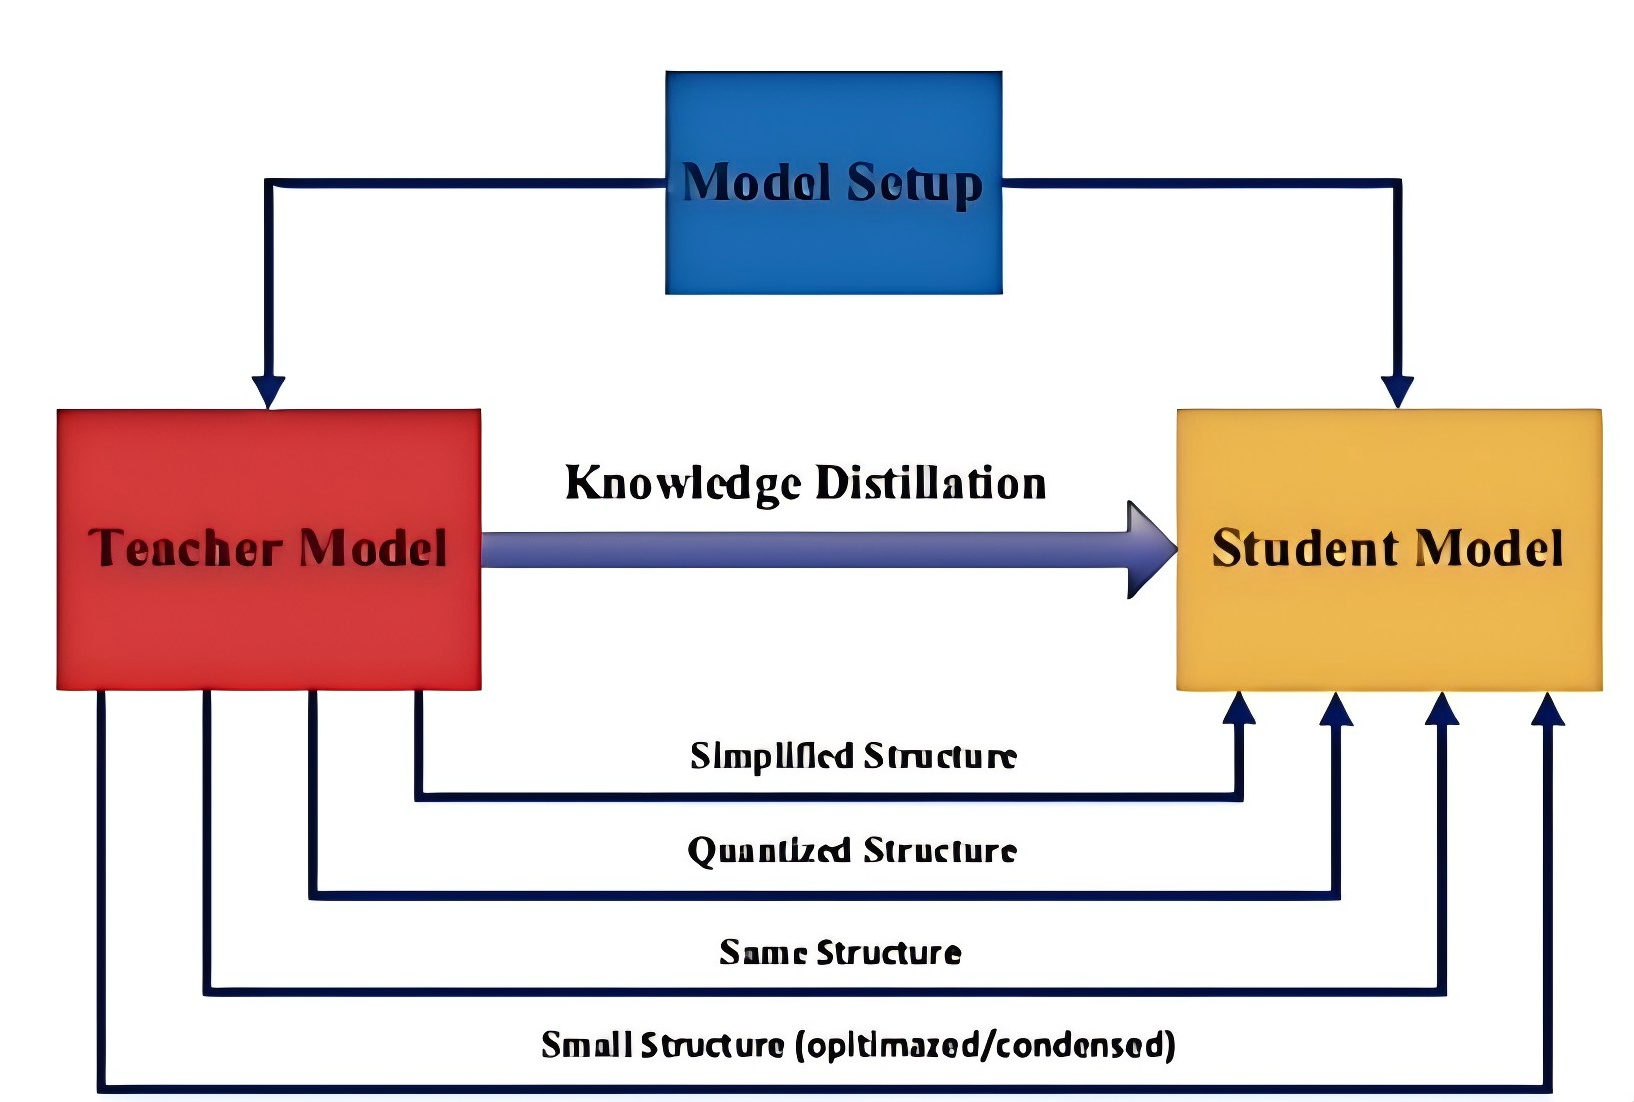 Model Setup
Knowledge Distillation
Teacher Model
Student Model
Simplified Structure
Quantized Structure
Same Structure
Small Structure (opitimazed/condensed)